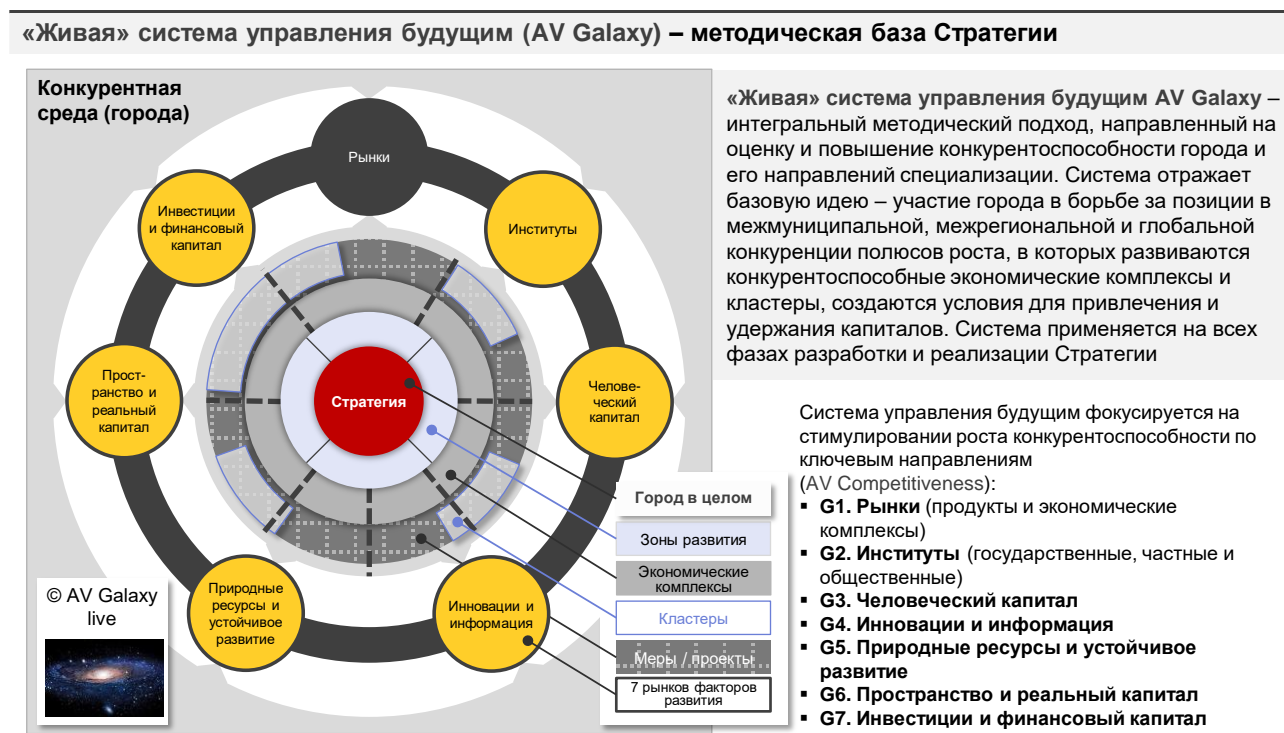 «Живая» система управления будущим (AV Galaxy) – методическая база Стратегии
Конкурентная
среда (города)
Рынки
Инвестиции
и финансовый
капитал
Институты
Прост-
ранство и
реальный
капитал
Стратегия
Челове-
ческий
капитал
Природные
ресурсы и
устойчивое
развитие
Инновации и
информация
© AV Galaxy
live
Город в целом
Зоны развития
Экономические
комплексы
Кластеры
Меры / проекты
7 рынков факторов
развития
«Живая» система управления будущим AV Galaxy –
интегральный методический подход, направленный на
оценку и повышение конкурентоспособности города и
его направлений специализации. Система отражает
базовую идею – участие города в борьбе за позиции в
межмуниципальной, межрегиональной и глобальной
конкуренции полюсов роста, в которых развиваются
конкурентоспособные экономические комплексы и
кластеры, создаются условия для привлечения и
удержания капиталов. Система применяется на всех
фазах разработки и реализации Стратегии
Система управления будущим фокусируется на
стимулировании роста конкурентоспособности по
ключевым направлениям
(AV Competitiveness):
▪ G1. Рынки (продукты и экономические
комплексы)
▪ G2. Институты (государственные, частные и
общественные)
▪ G3. Человеческий капитал
▪ G4. Инновации и информация
▪ G5. Природные ресурсы и устойчивое
развитие
▪ G6. Пространство и реальный капитал
▪ G7. Инвестиции и финансовый капитал